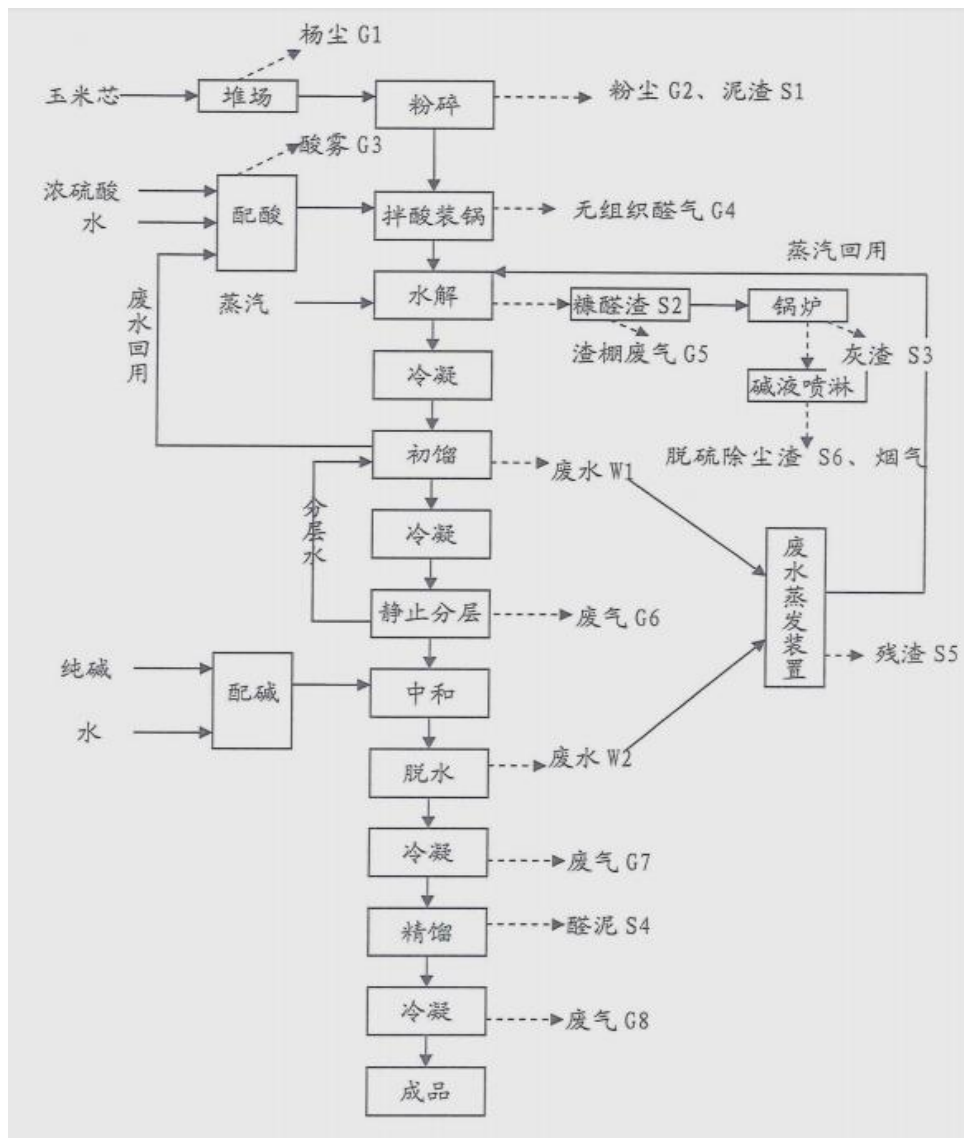 杨尘 G1
玉米芯
堆场
粉碎
粉尘 G2、泥渣 S1
酸雾 G3
浓硫酸
水
配酸
拌酸装锅
无组织醛气 G4
蒸汽回用
废水回用
蒸汽
水解
糠醛渣 S2
锅炉
渣棚废气 G5
灰渣 S3
冷凝
碱液喷淋
初馏
废水 W1
脱硫除尘渣 S6、烟气
分层水
冷凝
废水蒸发装置
静止分层
废气 G6
残渣 S5
纯碱
配碱
中和
水
脱水
废水 W2
冷凝
废气 G7
精馏
醛泥 S4
冷凝
废气 G8
成品